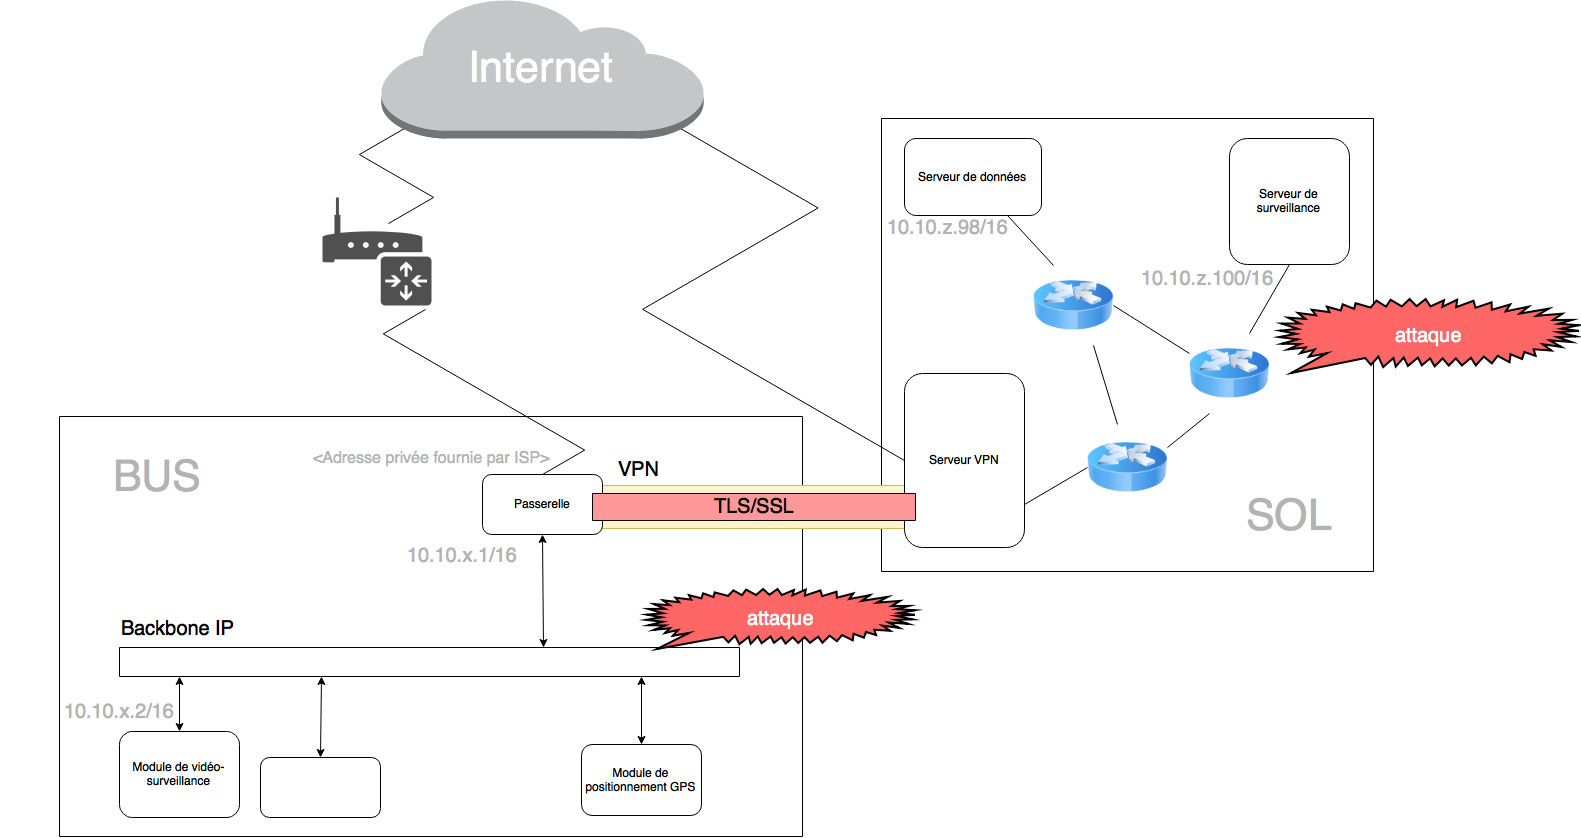 Internet
Serveur de données
10.10.z.98/16
Serveur de
surveillance
10.10.z.100/16
attaque
Serveur VPN
SOL
BUS
<Adresse privée fournie par ISP>
VPN
Passerelle
TLS/SSL
10.10.x.1/16
attaque
Backbone IP
10.10.x.2/16
Module de vidéo-
surveillance
Module de
positionnement GPS